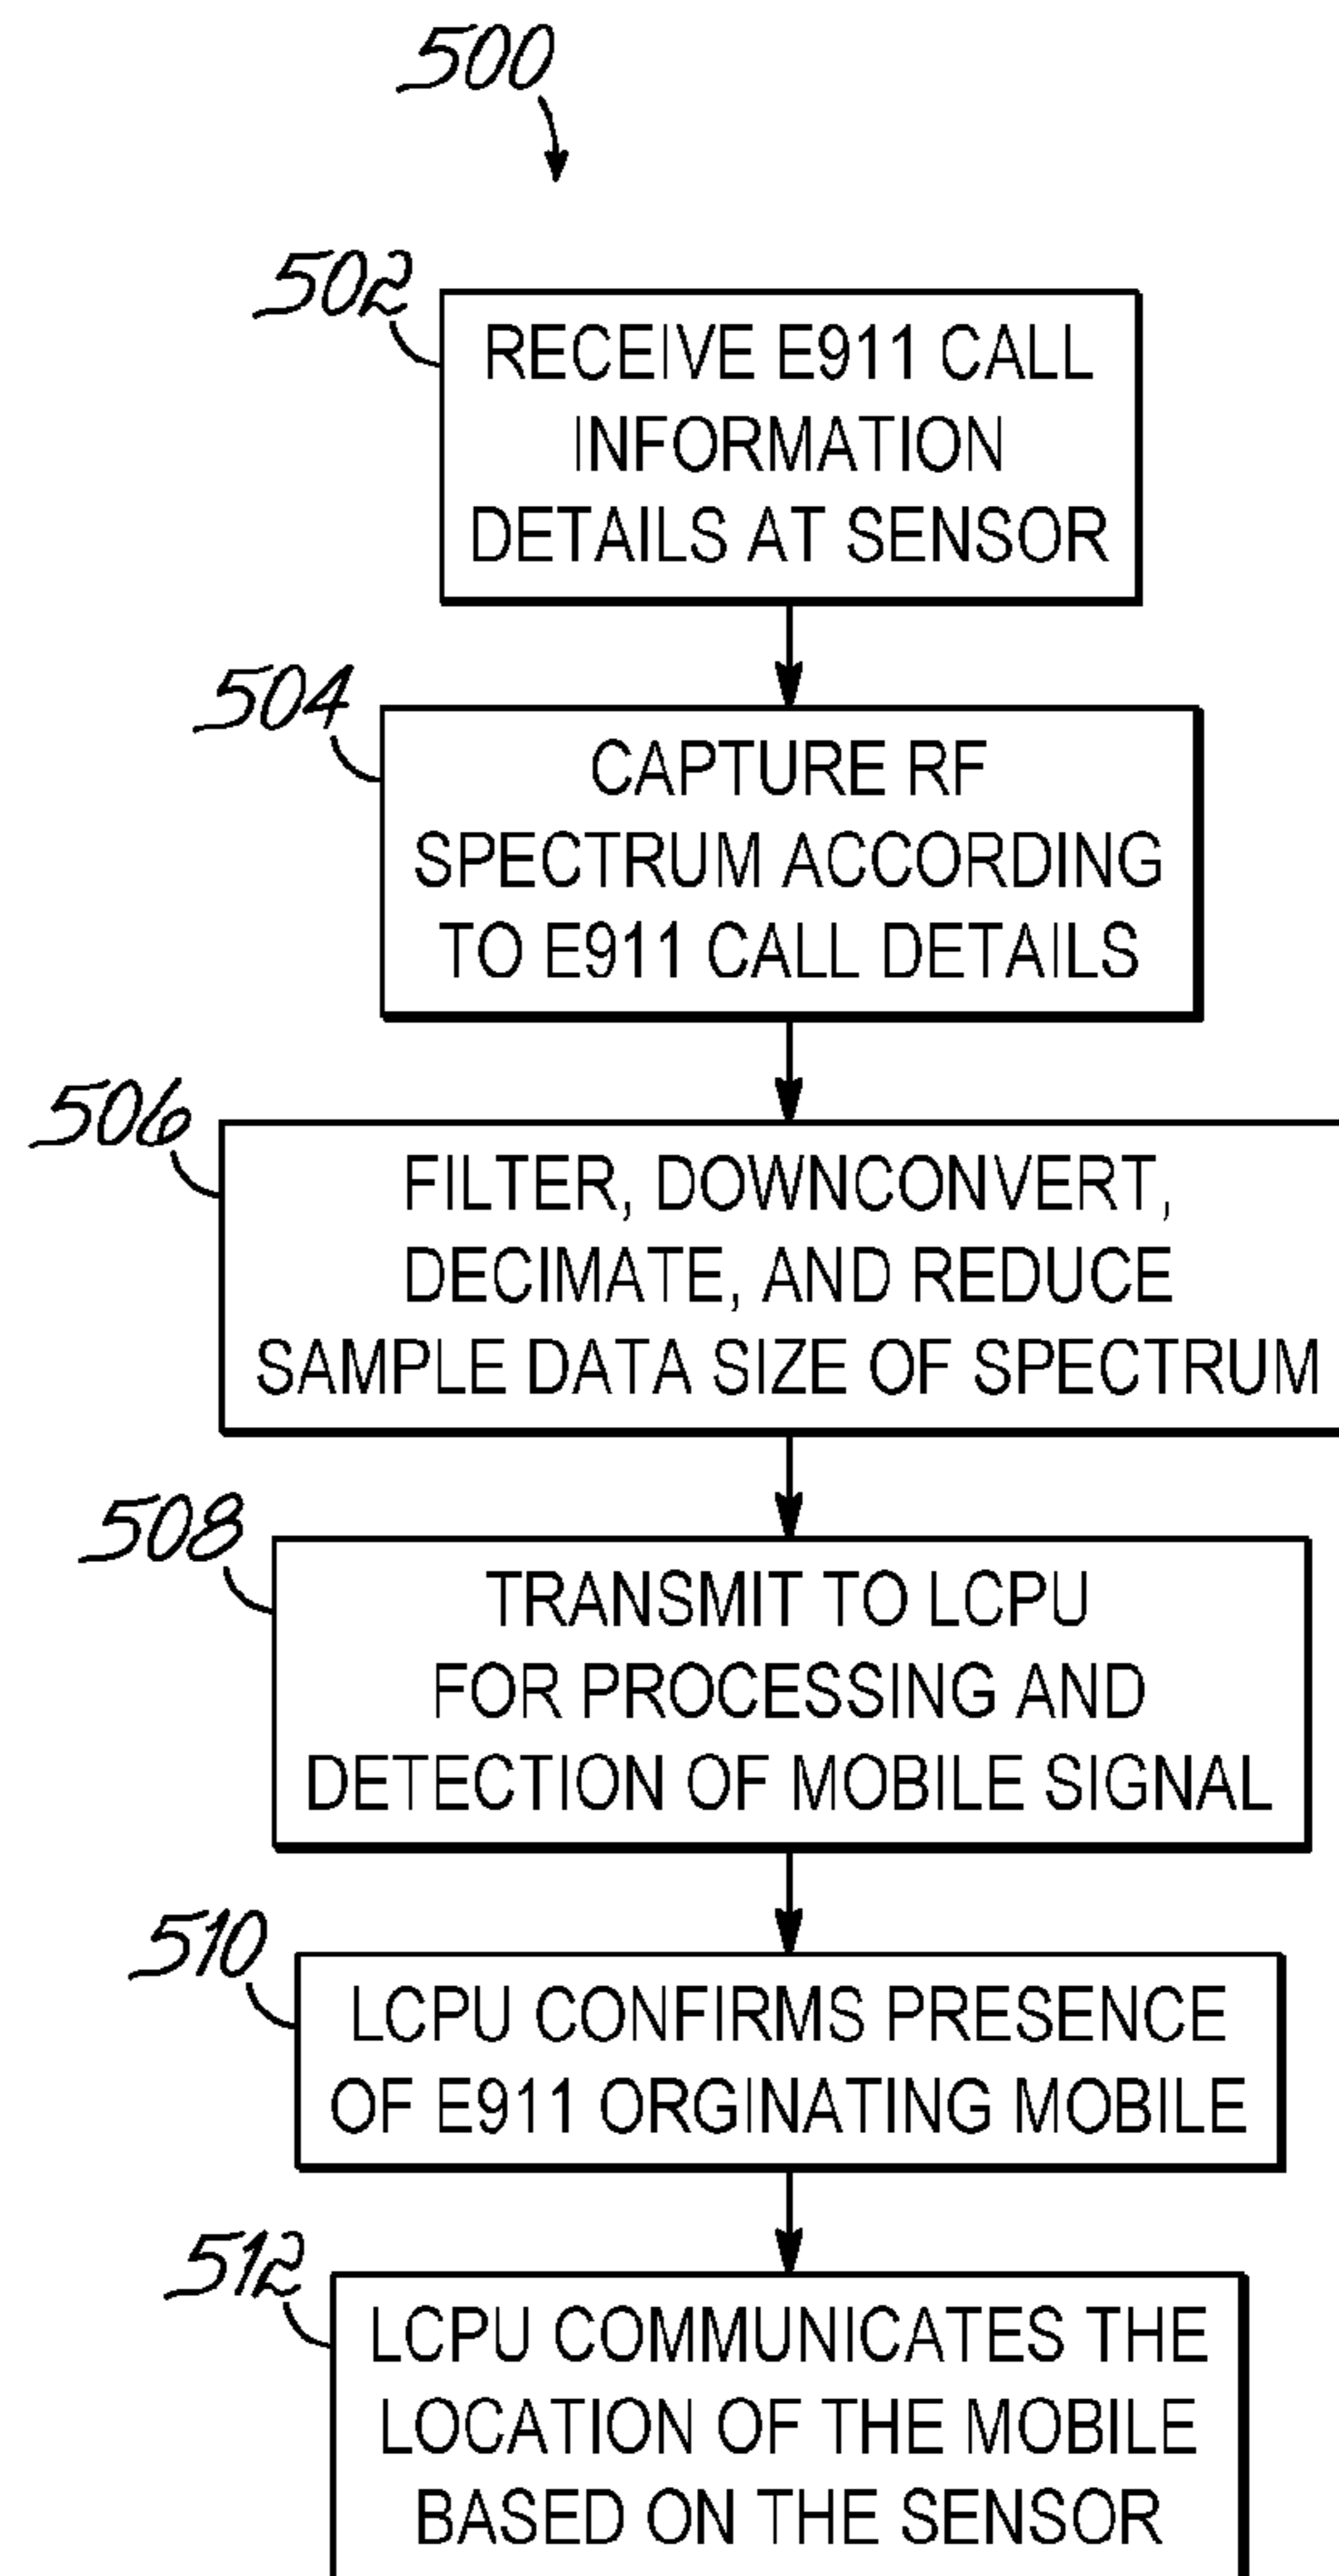 500
502
RECEIVE E911 CALL
INFORMATION
DETAILS AT SENSOR
504
CAPTURE RF
SPECTRUM ACCORDING
TO E911 CALL DETAILS
506
FILTER, DOWNCONVERT,
DECIMATE, AND REDUCE
SAMPLE DATA SIZE OF SPECTRUM
508
TRANSMIT TO LCPU
FOR PROCESSING AND
DETECTION OF MOBILE SIGNAL
510
LCPU CONFIRMS PRESENCE
OF E911 ORGINATING MOBILE
512
LCPU COMMUNICATES THE
LOCATION OF THE MOBILE
BASED ON THE SENSOR